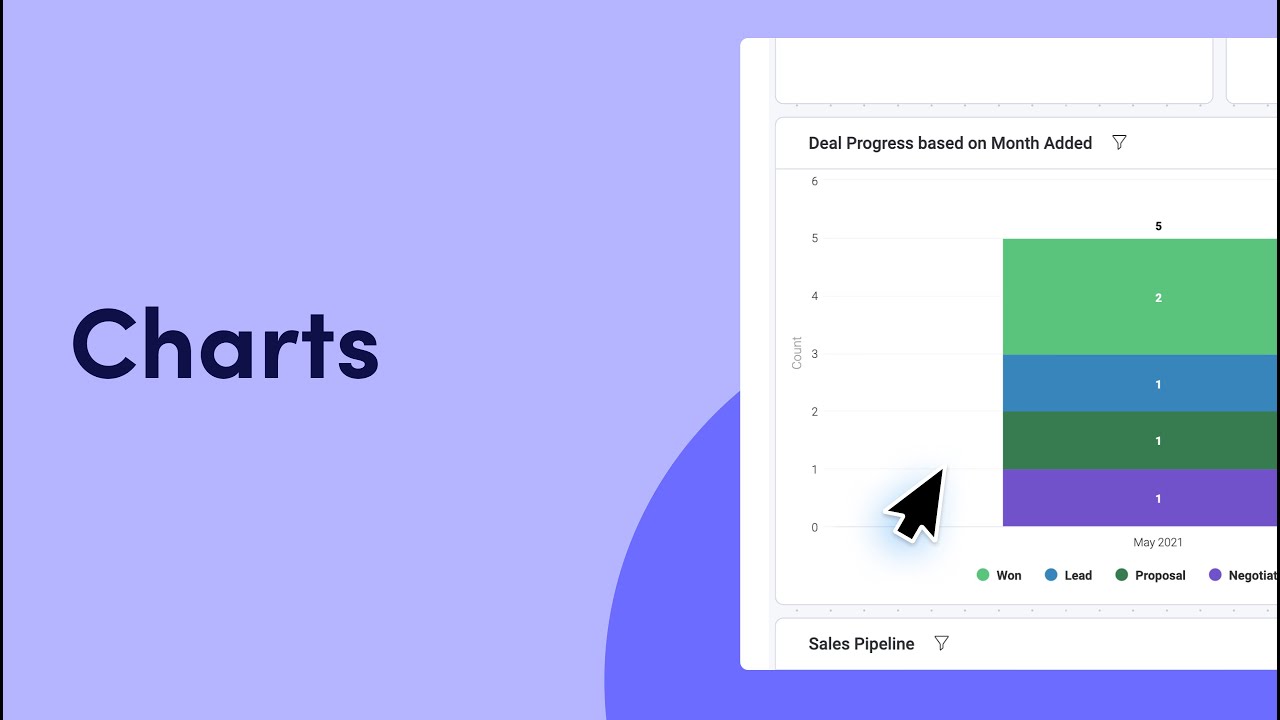 Charts
Deal Progress based on Month Added
6
5
4
3
2
1
0
Count
5
2
1
1
1
May 2021
Won Lead Proposal Negotiat
Sales Pipeline